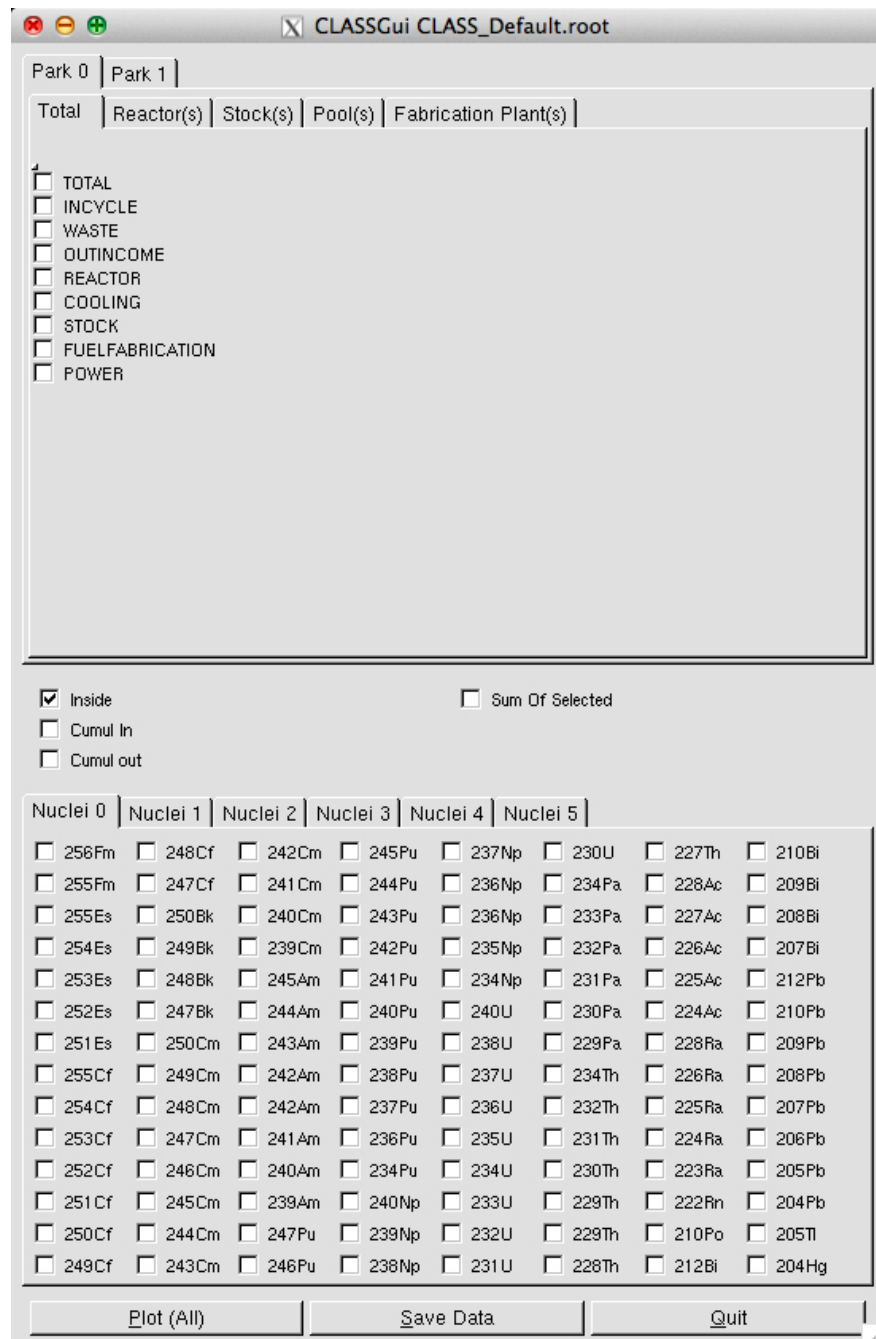 X CLASSGui CLASS_Default.root
Park 0 Park 1
Total Reactor(s) Stock(s) Pool(s) Fabrication Plant(s)
TOTAL
INCYCLE
WASTE
OUTINCOME
REACTOR
COOLING
STOCK
FUELFABRICATION
POWER
Inside Sum Of Selected
Cumul In
Cumul out
Nuclei 0 Nuclei 1 Nuclei 2 Nuclei 3 Nuclei 4 Nuclei 5
256Fm 248Cf 242Cm 245Pu 237Np 230U 227Th 210Bi
255Fm 247Cf 241Cm 244Pu 236Np 234Pa 228Ac 209Bi
255Es 250Bk 240Cm 243Pu 236Np 233Pa 227Ac 208Bi
254Es 249Bk 239Cm 242Pu 235Np 232Pa 226Ac 207Bi
253Es 248Bk 245Am 241Pu 234Np 231Pa 225Ac 212Pb
252Es 247Bk 244Am 240Pu 240U 230Pa 224Ac 210Pb
251Es 250Cm 243Am 239Pu 238U 229Pa 228Ra 209Pb
255Cf 249Cm 242Am 238Pu 237U 234Th 226Ra 208Pb
254Cf 248Cm 242Am 237Pu 236U 232Th 225Ra 207Pb
253Cf 247Cm 241Am 236Pu 235U 231Th 224Ra 206Pb
252Cf 246Cm 240Am 234Pu 234U 230Th 223Ra 205Pb
251Cf 245Cm 239Am 240Np 233U 229Th 222Rn 204Pb
250Cf 244Cm 247Pu 239Np 232U 229Th 210Po 205Tl
249Cf 243Cm 246Pu 238Np 231U 228Th 212Bi 204Hg
Plot (All) Save Data Quit